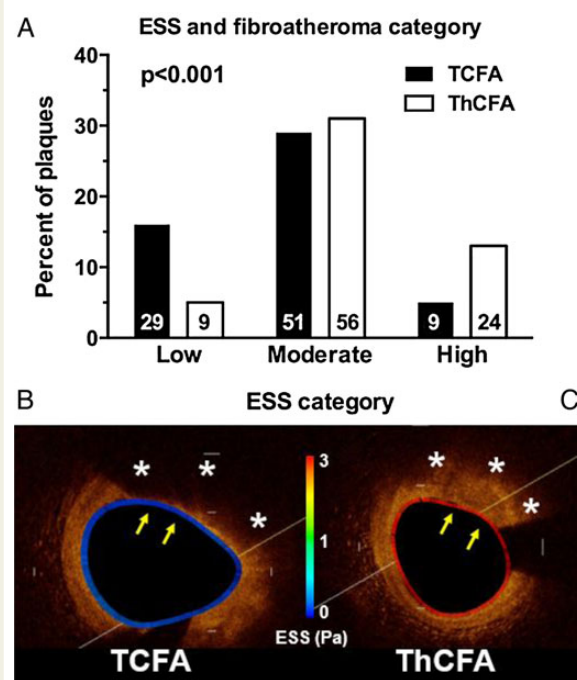 A
ESS and fibroatheroma category
p<0.001
TCFA
ThCFA
Percent of plaques
40
30
20
10
0
29
9
51
56
9
24
Low
Moderate
High
ESS category
B
C
* * *
3
1
0
ESS (Pa)
* * *
TCFA
ThCFA